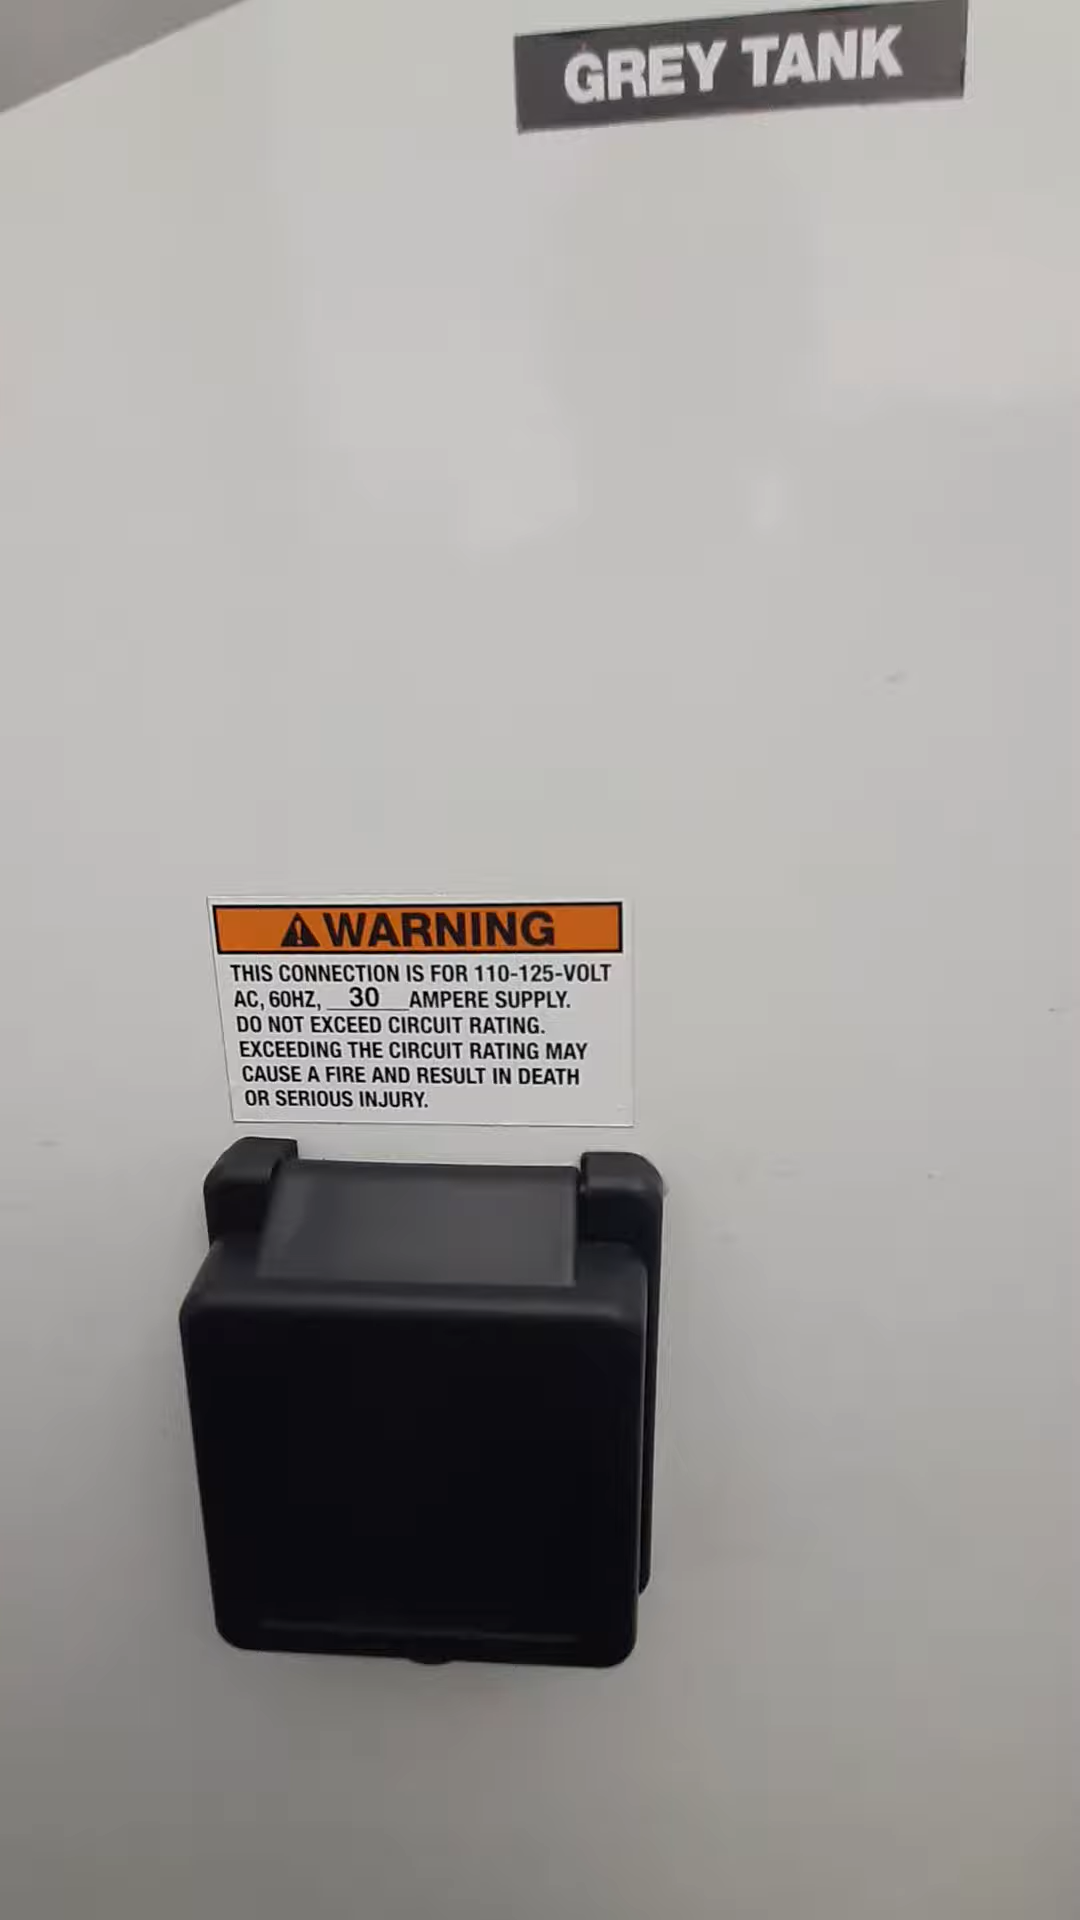 GREY TANK
WARNING
THIS CONNECTION IS FOR 110-125-VOLT
AC, 60HZ, 30 AMPERE SUPPLY.
DO NOT EXCEED CIRCUIT RATING.
EXCEEDING THE CIRCUIT RATING MAY
CAUSE A FIRE AND RESULT IN DEATH
OR SERIOUS INJURY.